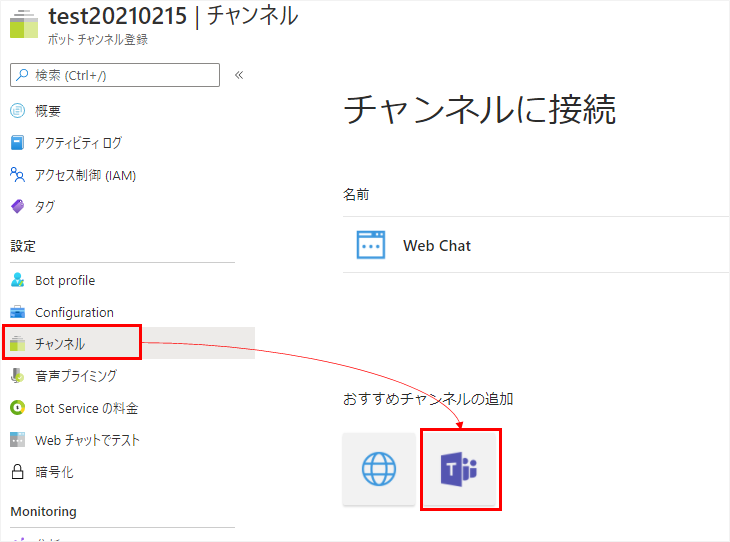 test20210215 | チャンネル
ボット チャンネル登録
検索 (Ctrl+/)
«
概要
アクティビティ ログ
アクセス制御 (IAM)
タグ
設定
Bot profile
Configuration
チャンネル
音声プライミング
Bot Service の料金
Web チャットでテスト
暗号化
Monitoring
チャンネルに接続
名前
Web Chat
おすすめチャンネルの追加
T